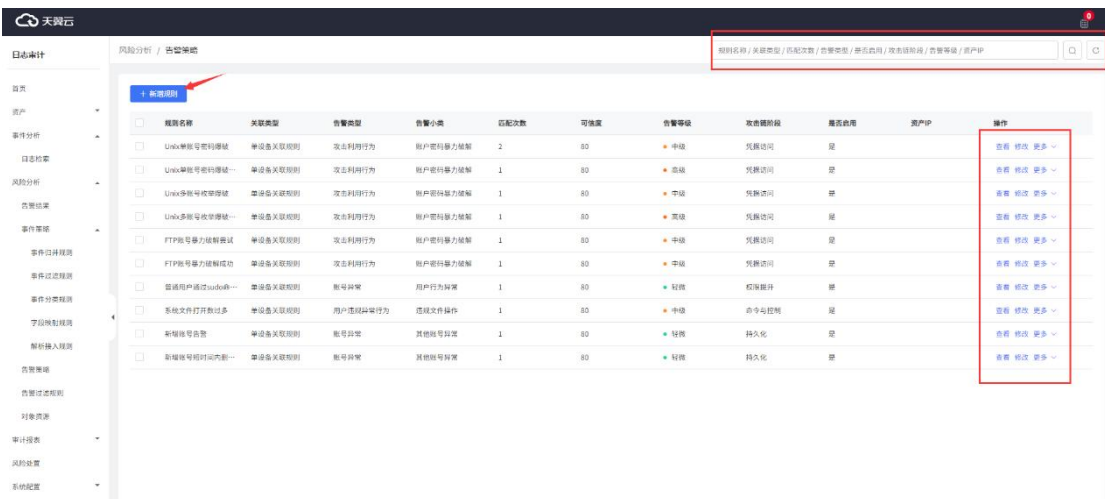 天翼云
0
日志审计
风险分析 / 告警策略
规则名称 / 关联类型 / 匹配次数 / 告警类型 / 是否启用 / 攻击链阶段 / 告警等级 / 资产IP
首页
资产
事件分析
日志检索
风险分析
告警结果
事件策略
事件归并规则
事件过滤规则
事件分类规则
字段映射规则
解析接入规则
告警策略
告警过滤规则
对象资源
审计报表
风险处置
系统配置
+ 新增规则
规则名称 关联类型 告警类型 告警小类 匹配次数 可信度 告警等级 攻击链阶段 是否启用 资产IP 操作
Unix单账号密码爆破 单设备关联规则 攻击利用行为 账户密码暴力破解 2 80 中级 凭据访问 是 查看 修改 更多
Unix单账号密码爆破… 单设备关联规则 攻击利用行为 账户密码暴力破解 1 80 高级 凭据访问 是 查看 修改 更多
Unix多账号枚举爆破 单设备关联规则 攻击利用行为 账户密码暴力破解 1 80 中级 凭据访问 是 查看 修改 更多
Unix多账号枚举爆破… 单设备关联规则 攻击利用行为 账户密码暴力破解 1 80 高级 凭据访问 是 查看 修改 更多
FTP账号暴力破解尝试 单设备关联规则 攻击利用行为 账户密码暴力破解 1 80 中级 凭据访问 是 查看 修改 更多
FTP账号暴力破解成功 单设备关联规则 攻击利用行为 账户密码暴力破解 1 80 中级 凭据访问 是 查看 修改 更多
普通用户通过sudo命… 单设备关联规则 账号异常 用户行为异常 1 80 轻微 权限提升 是 查看 修改 更多
系统文件打开数过多 单设备关联规则 用户违规异常行为 违规文件操作 1 80 中级 命令与控制 是 查看 修改 更多
新增账号告警 单设备关联规则 账号异常 其他账号异常 1 80 轻微 持久化 是 查看 修改 更多
新增账号短时间内删… 单设备关联规则 账号异常 其他账号异常 1 80 轻微 持久化 是 查看 修改 更多